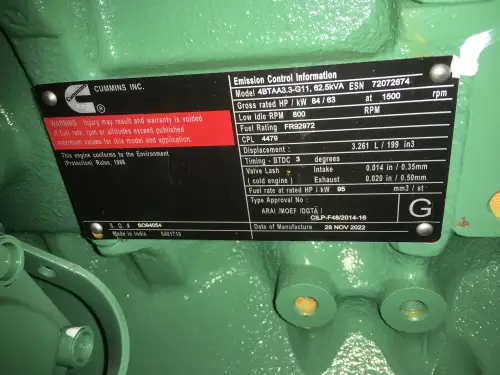 CUMMINS INC.
WARNING: Injury may result and warranty is voided
if fuel rate or RPM or altitudes exceed published
maximum values for this model and application.
This engine conforms to the Environment
(Protection) Rules, 1986
S. O. # SO94054
Made in India 5401719
Emission Control Information
Model 4BTAA3.3-G11, 62.5kVA ESN 72072674
Gross rated HP / kW 84 / 63 at 1500 rpm
Low Idle RPM 800 RPM
Fuel Rating FR92972
CPL 4479
Displacement : 3.261 L / 199 in3
Timing - BTDC 3 degrees
Valve Lash Intake 0.014 in / 0.35mm
( cold engine ) Exhaust 0.020 in / 0.50mm
Fuel rate at rated HP / kW 95 mm3 / st
Type Approval No :
ARAI /MOEF /DGTA /
CILP-F46/2014-16
G
Date of Manufacture 28 NOV 2022